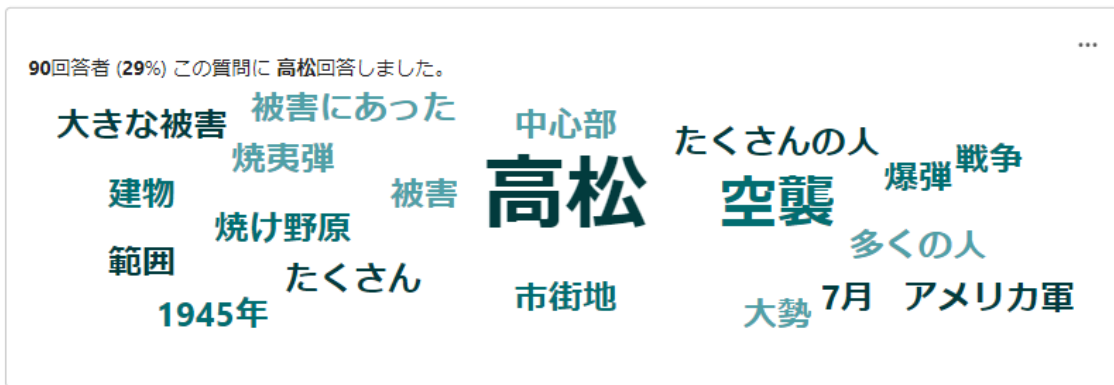 ...
90回答者 (29%) この質問に 高松回答しました。
被害にあった
大きな被害
中心部
たくさんの人
焼夷弾
戦争
建物
被害
高松
空襲
爆弾
焼け野原
範囲
多くの人
たくさん
1945年
市街地
大勢
7月
アメリカ軍